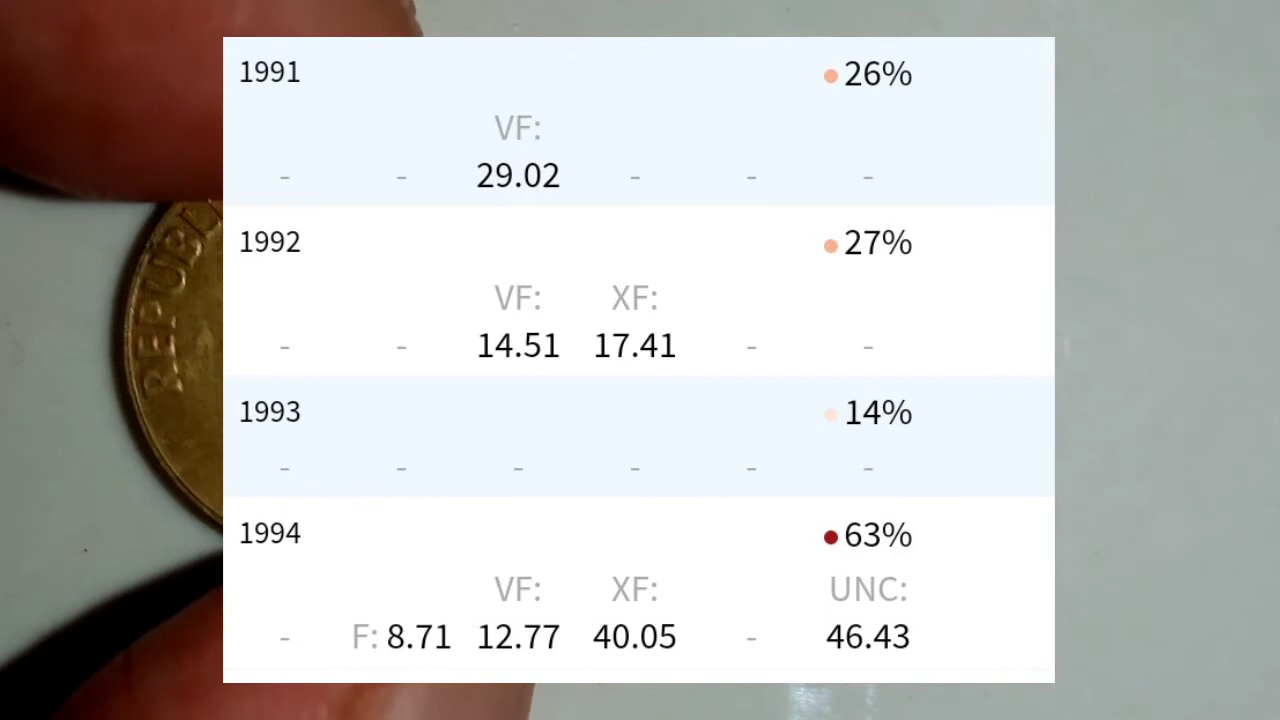 1991 26%
VF:
- - 29.02 - - -
1992 27%
VF: XF:
- - 14.51 17.41 - -
1993 14%
- - - - - -
1994 63%
VF: XF: UNC:
- F: 8.71 12.77 40.05 - 46.43
REPUBLI